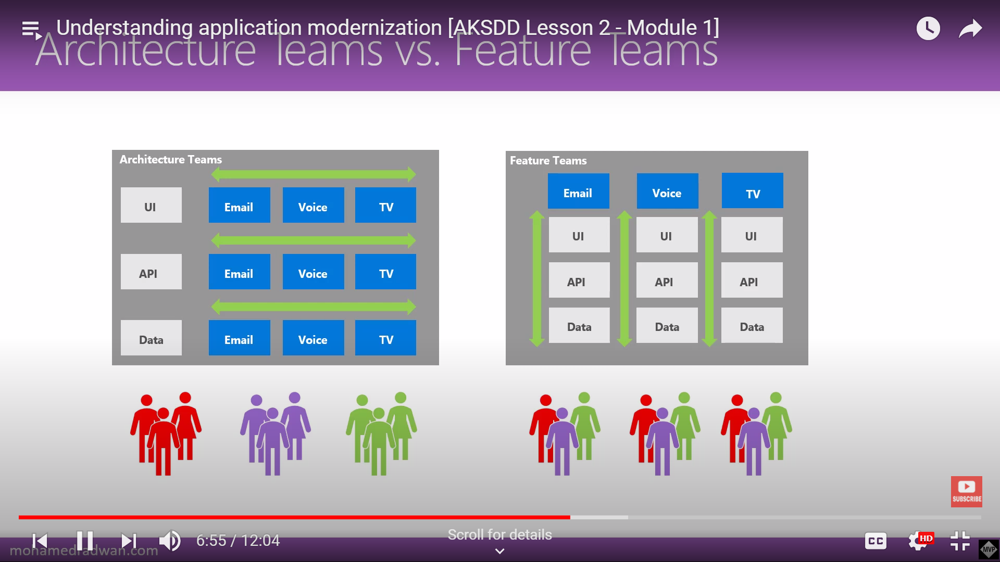 Understanding application modernization [AKSDD Lesson 2 - Module 1]
Architecture Teams vs. Feature Teams
Architecture Teams
UI
Email
Voice
TV
API
Email
Voice
TV
Data
Email
Voice
TV
Feature Teams
Email
Voice
TV
UI
UI
UI
API
API
API
Data
Data
Data
SUBSCRIBE
6:55 / 12:04
Scroll for details
CC
HD
mohamedradwan.com
MVP